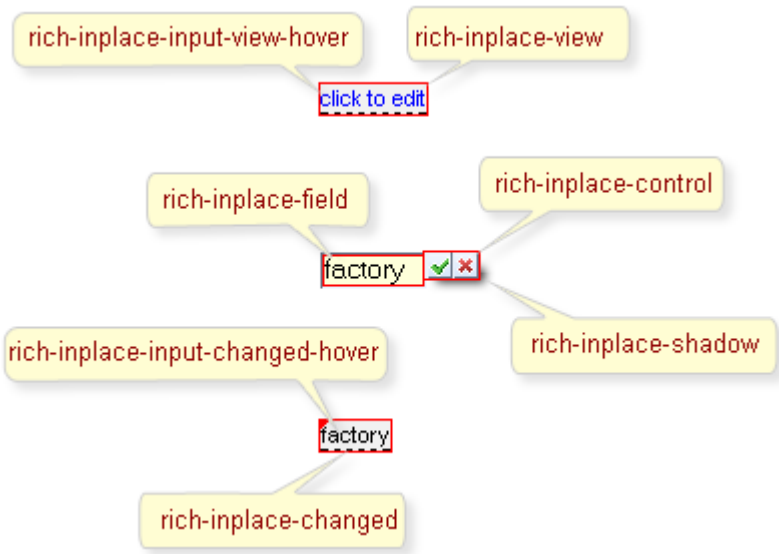 rich-inplace-input-view-hover
rich-inplace-view
click to edit
rich-inplace-field
rich-inplace-control
factory
rich-inplace-shadow
rich-inplace-input-changed-hover
factory
rich-inplace-changed